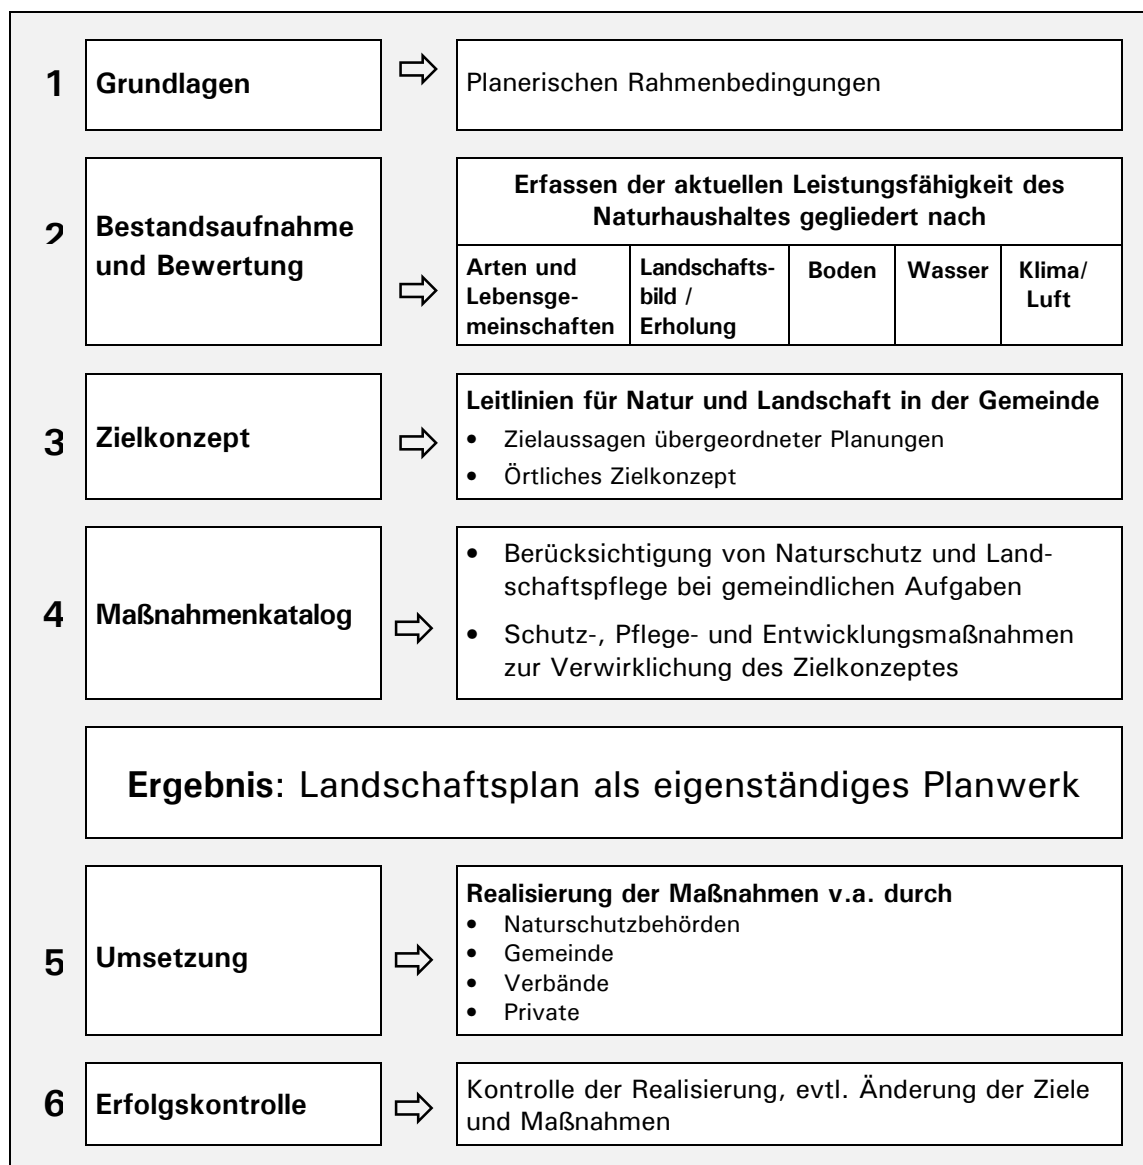 1
Grundlagen
Planerischen Rahmenbedingungen
2
Bestandsaufnahme
und Bewertung
Erfassen der aktuellen Leistungsfähigkeit des
Naturhaushaltes gegliedert nach
Arten und
Lebensge-
meinschaften
Landschafts-
bild /
Erholung
Boden
Wasser
Klima/
Luft
3
Zielkonzept
Leitlinien für Natur und Landschaft in der Gemeinde
• Zielaussagen übergeordneter Planungen
• Örtliches Zielkonzept
4
Maßnahmenkatalog
• Berücksichtigung von Naturschutz und Land-
schaftspflege bei gemeindlichen Aufgaben
• Schutz-, Pflege- und Entwicklungsmaßnahmen
zur Verwirklichung des Zielkonzeptes
Ergebnis: Landschaftsplan als eigenständiges Planwerk
5
Umsetzung
Realisierung der Maßnahmen v.a. durch
• Naturschutzbehörden
• Gemeinde
• Verbände
• Private
6
Erfolgskontrolle
Kontrolle der Realisierung, evtl. Änderung der Ziele
und Maßnahmen